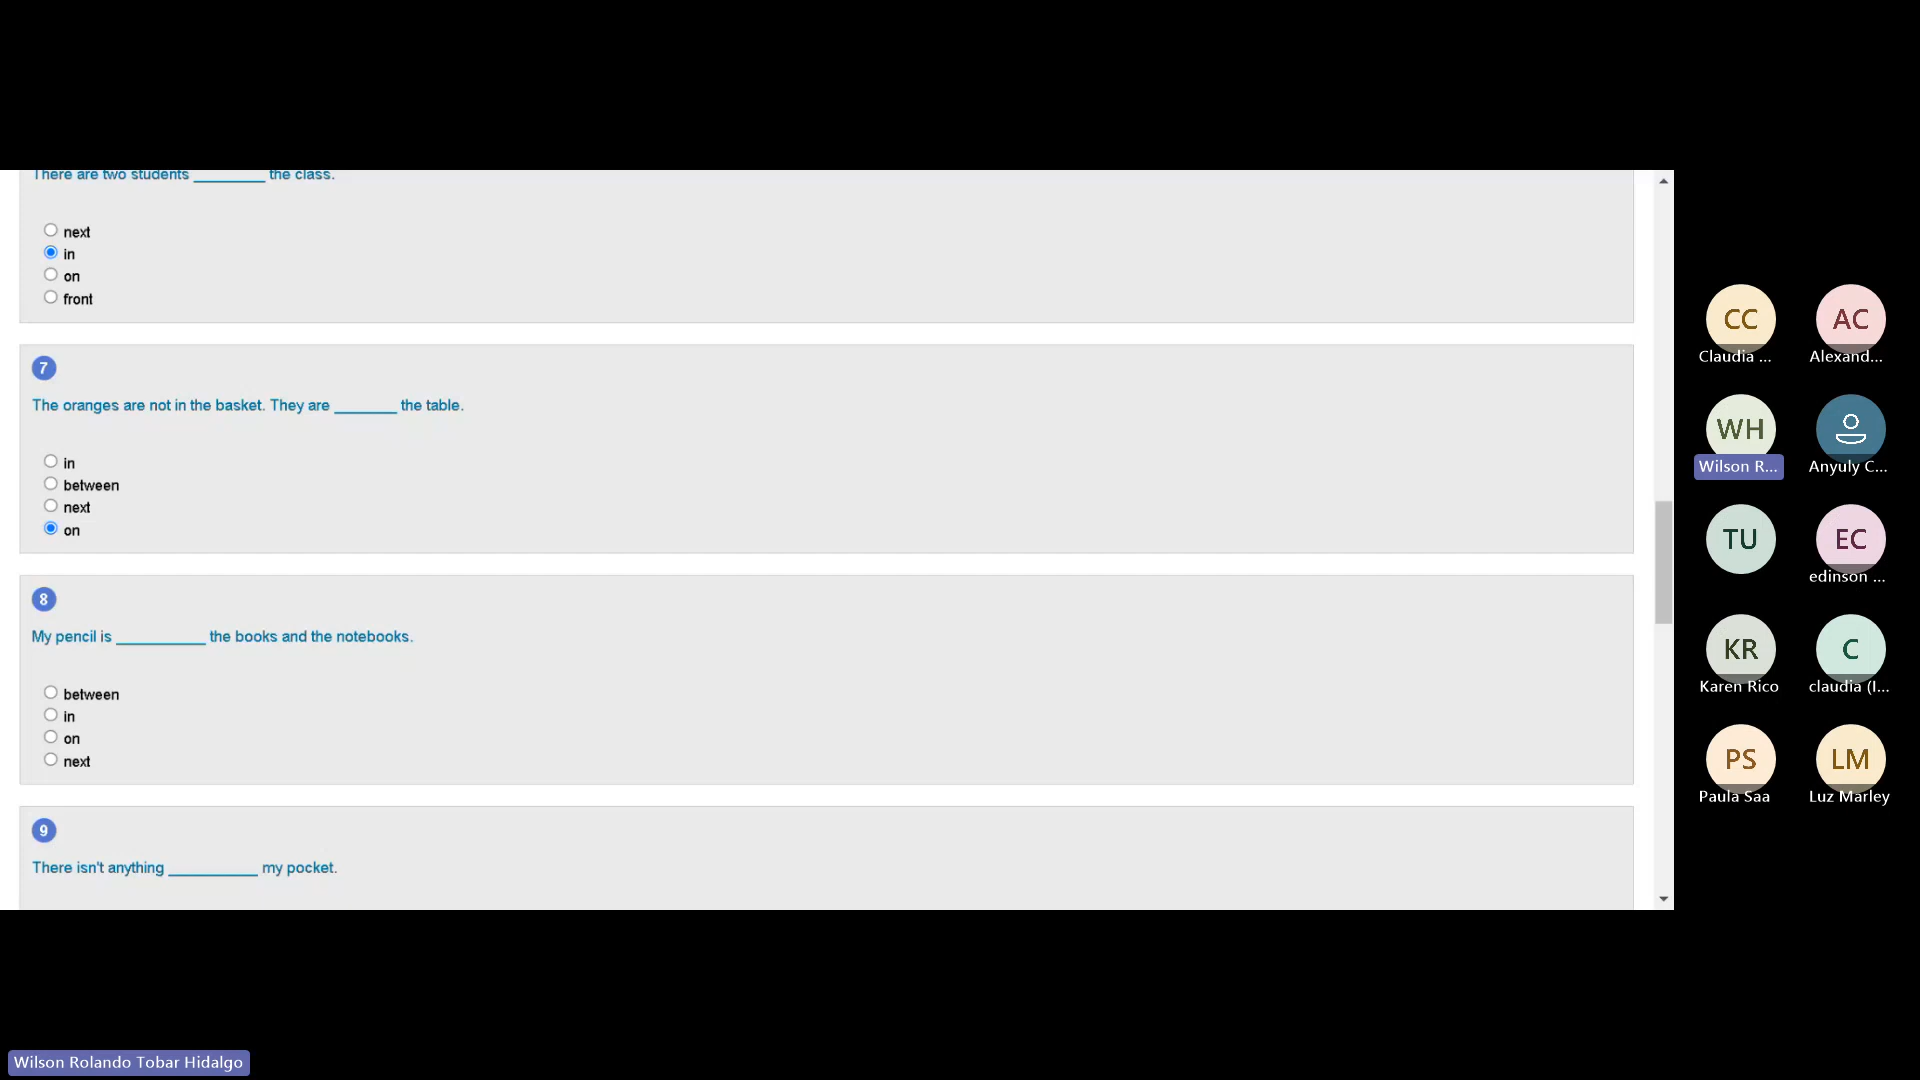 There are two students _________ the class.
next
in
on
front
7
The oranges are not in the basket. They are ________ the table.
in
between
next
on
8
My pencil is ___________ the books and the notebooks.
between
in
on
next
9
There isn't anything ___________ my pocket.
CC
Claudia ...
AC
Alexand...
WH
Wilson R...
Anyuly C...
TU
EC
edinson ...
KR
Karen Rico
C
claudia (I...
PS
Paula Saa
LM
Luz Marley
Wilson Rolando Tobar Hidalgo